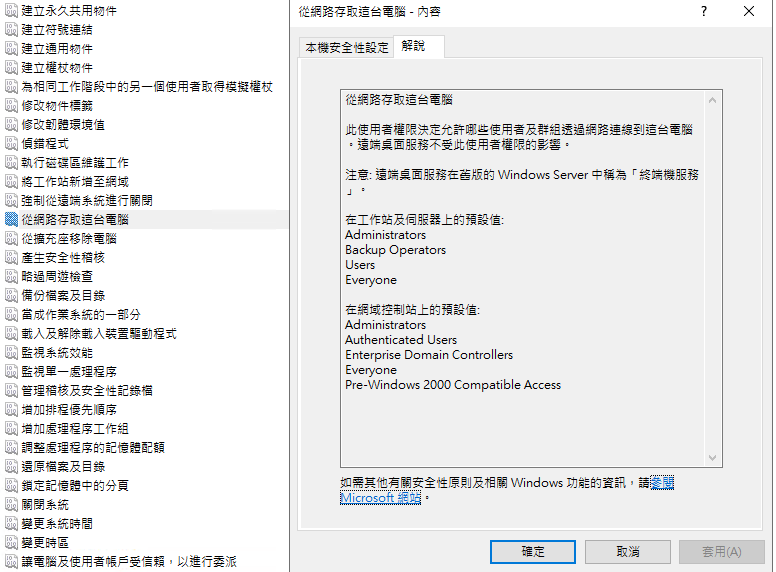 建立永久共用物件
建立符號連結
建立通用物件
建立權杖物件
為相同工作階段中的另一個使用者取得模擬權杖
修改物件標籤
修改韌體環境值
偵錯程式
執行磁碟區維護工作
將工作站新增至網域
強制從遠端系統進行關閉
從網路存取這台電腦
從擴充座移除電腦
產生安全性稽核
略過周遊檢查
備份檔案及目錄
當成作業系統的一部分
載入及解除載入裝置驅動程式
監視系統效能
監視單一處理程序
管理稽核及安全性記錄檔
增加排程優先順序
增加處理程序工作組
調整處理程序的記憶體配額
還原檔案及目錄
鎖定記憶體中的分頁
關閉系統
變更系統時間
變更時區
讓電腦及使用者帳戶受信賴，以進行委派
從網路存取這台電腦 - 內容
?
本機安全性設定
解說
從網路存取這台電腦
此使用者權限決定允許哪些使用者及群組透過網路連線到這台電腦
。遠端桌面服務不受此使用者權限的影響。
注意: 遠端桌面服務在舊版的 Windows Server 中稱為「終端機服務
」。
在工作站及伺服器上的預設值:
Administrators
Backup Operators
Users
Everyone
在網域控制站上的預設值:
Administrators
Authenticated Users
Enterprise Domain Controllers
Everyone
Pre-Windows 2000 Compatible Access
如需其他有關安全性原則及相關 Windows 功能的資訊，請參閱
Microsoft 網站。
確定
取消
套用(A)